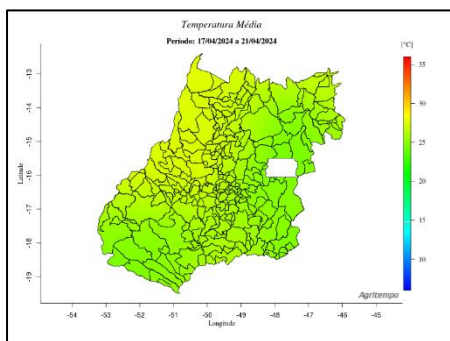 Temperatura Média
Período: 17/04/2024 a 21/04/2024
[°C]
35
30
25
20
15
10
-13
-14
-15
-16
-17
-18
-19
Latitude
-54 -53 -52 -51 -50 -49 -48 -47 -46 -45
Longitude
Agritempo